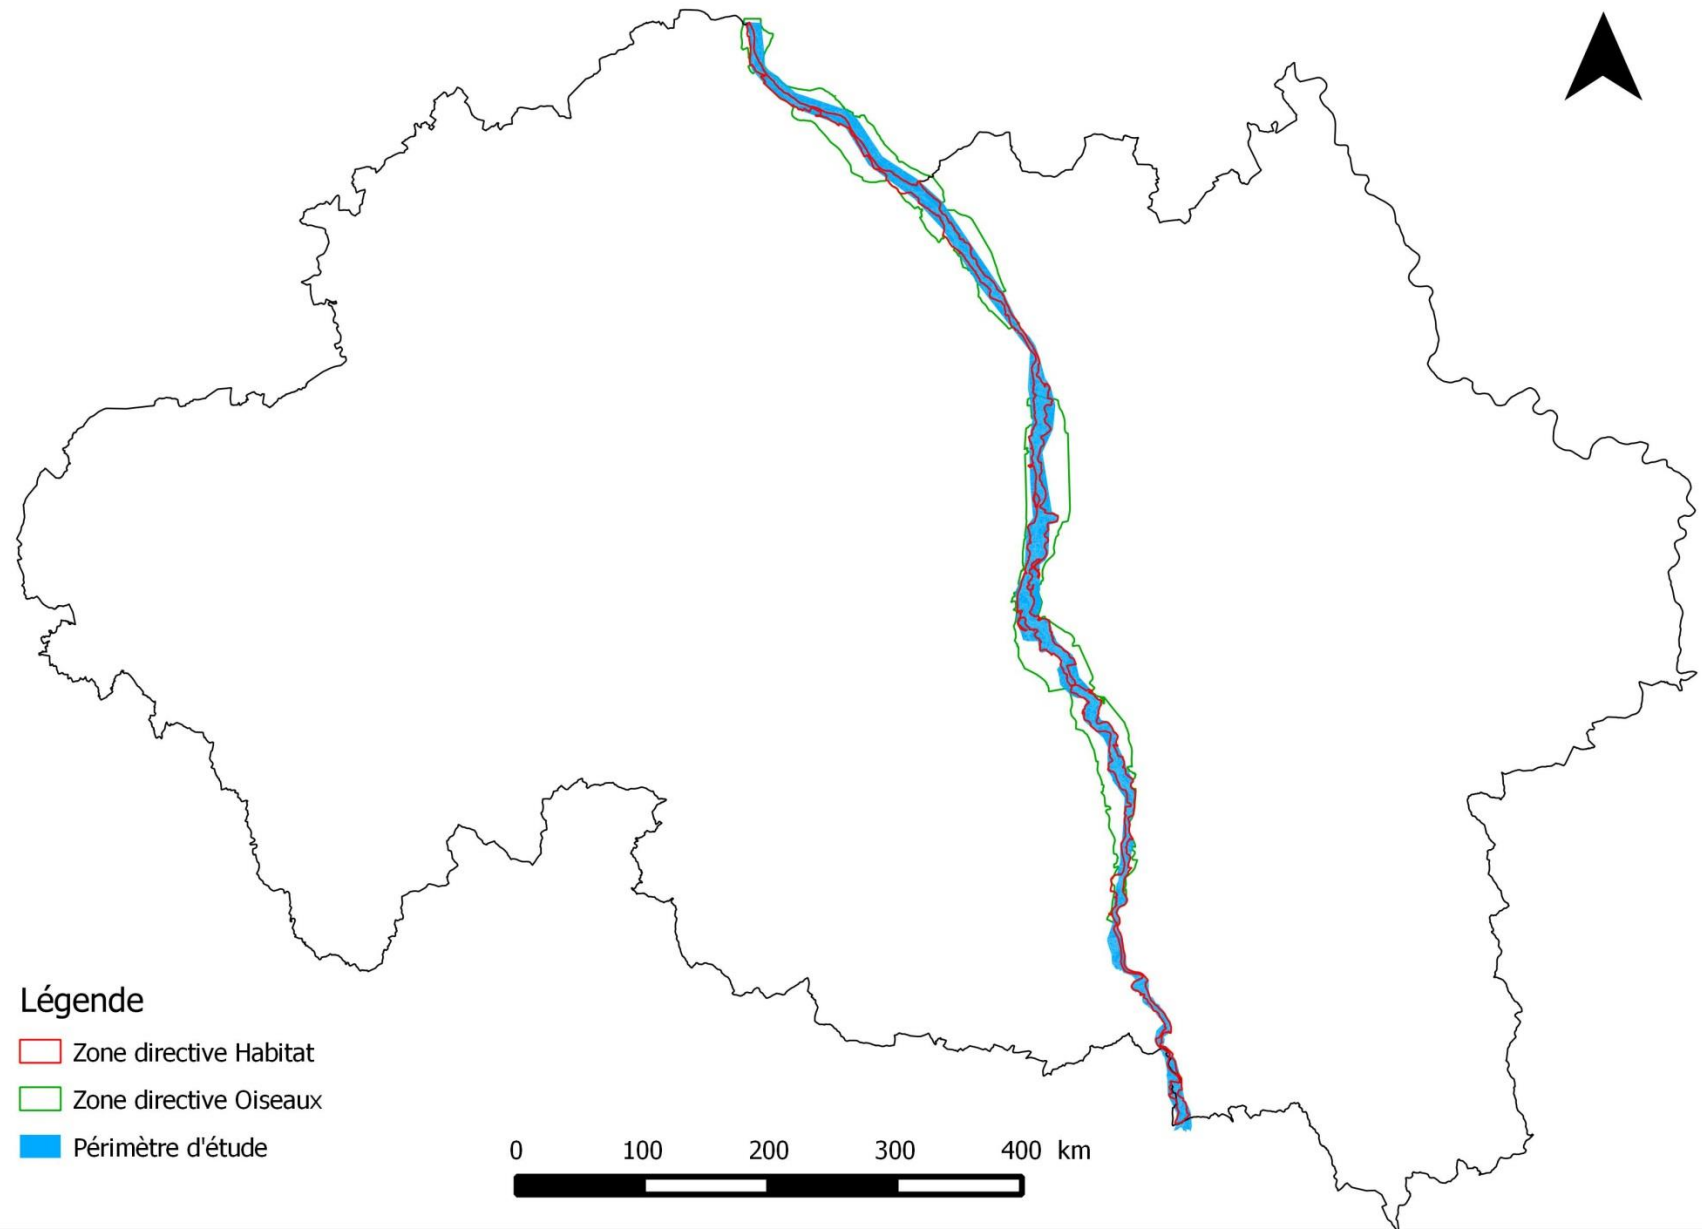 Légende
Zone directive Habitat
Zone directive Oiseaux
Périmètre d'étude
0 100 200 300 400 km